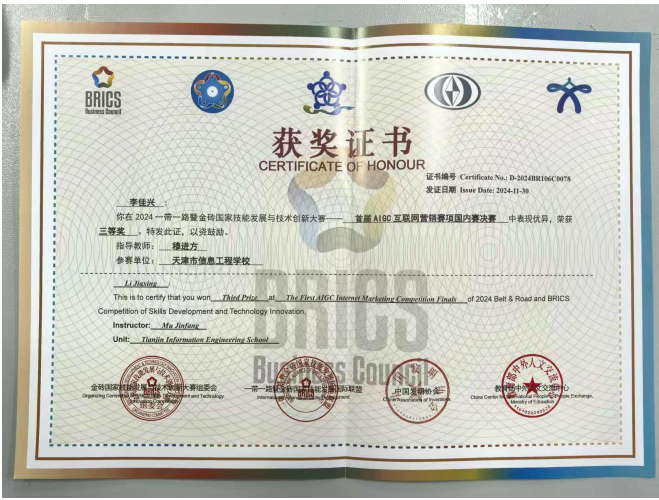 BRICS
Business Council
获奖证书
CERTIFICATE OF HONOUR
证书编号 Certificate No.: D-2024BR106C0078
发证日期 Issue Date: 2024-11-30
李佳兴：
你在 2024 一带一路暨金砖国家技能发展与技术创新大赛——首届 AIGC 互联网营销赛项国内赛决赛 中表现优异，荣获
三等奖 。特发此证，以资鼓励。
指导教师： 穆进方
参赛单位： 天津市信息工程学校
Li Jiaxing：
This is to certify that you won Third Prize at The First AIGC Internet Marketing Competition Finals of 2024 Belt & Road and BRICS
Competition of Skills Development and Technology Innovation.
Instructor: Mu Jinfang
Unit: Tianjin Information Engineering School
BRICS
Business Council
金砖国家技能发展与技术创新大赛组委会
一带一路暨金砖国家技能发展国际联盟
中国发明协会
China Association of Inventions
教育部中外人文交流中心
China Center for International People-to-People Exchange,
Ministry of Education